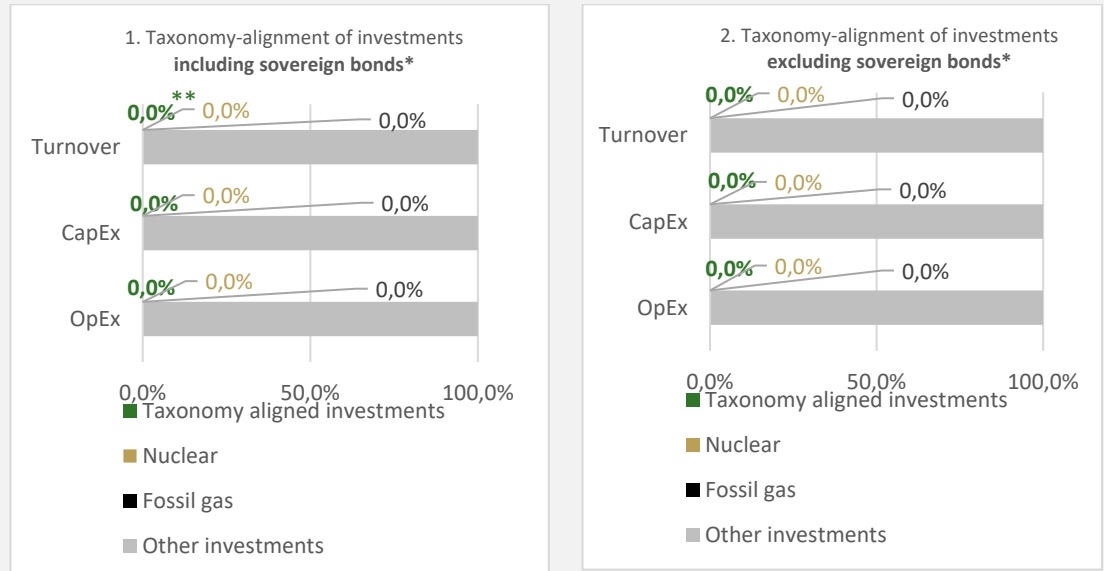 1. Taxonomy-alignment of investments
including sovereign bonds*
**
0,0%
0,0%
0,0%
Turnover
0,0%
0,0%
0,0%
CapEx
0,0%
0,0%
0,0%
OpEx
0,0%
50,0%
100,0%
Taxonomy aligned investments
Nuclear
Fossil gas
Other investments
2. Taxonomy-alignment of investments
excluding sovereign bonds*
0,0%
0,0%
0,0%
Turnover
0,0%
0,0%
0,0%
CapEx
0,0%
0,0%
0,0%
OpEx
0,0%
50,0%
100,0%
Taxonomy aligned investments
Nuclear
Fossil gas
Other investments